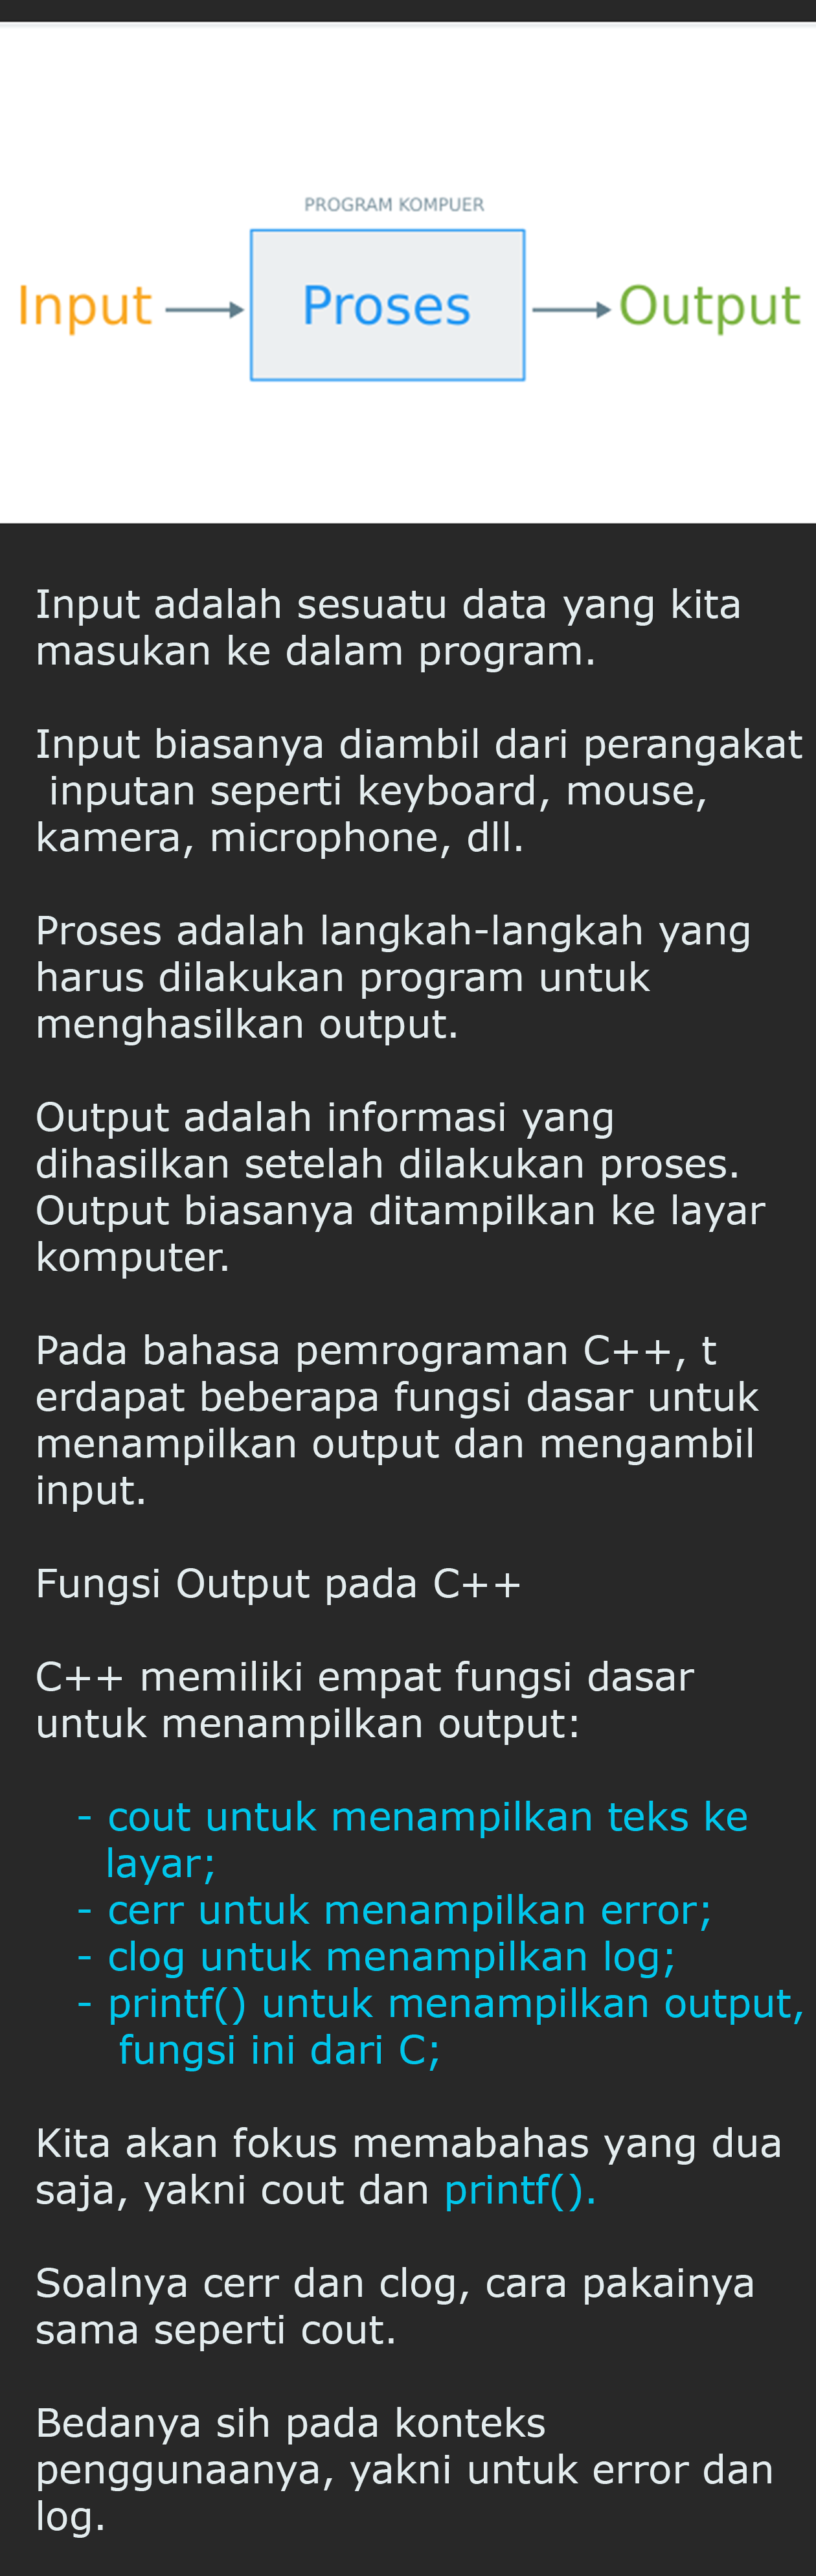 PROGRAM KOMPUER
Input
Proses
Output
Input adalah sesuatu data yang kita
masukan ke dalam program.
Input biasanya diambil dari perangakat
inputan seperti keyboard, mouse,
kamera, microphone, dll.
Proses adalah langkah-langkah yang
harus dilakukan program untuk
menghasilkan output.
Output adalah informasi yang
dihasilkan setelah dilakukan proses.
Output biasanya ditampilkan ke layar
komputer.
Pada bahasa pemrograman C++, t
erdapat beberapa fungsi dasar untuk
menampilkan output dan mengambil
input.
Fungsi Output pada C++
C++ memiliki empat fungsi dasar
untuk menampilkan output:
- cout untuk menampilkan teks ke
layar;
- cerr untuk menampilkan error;
- clog untuk menampilkan log;
- printf() untuk menampilkan output,
fungsi ini dari C;
Kita akan fokus memabahas yang dua
saja, yakni cout dan printf().
Soalnya cerr dan clog, cara pakainya
sama seperti cout.
Bedanya sih pada konteks
penggunaanya, yakni untuk error dan
log.